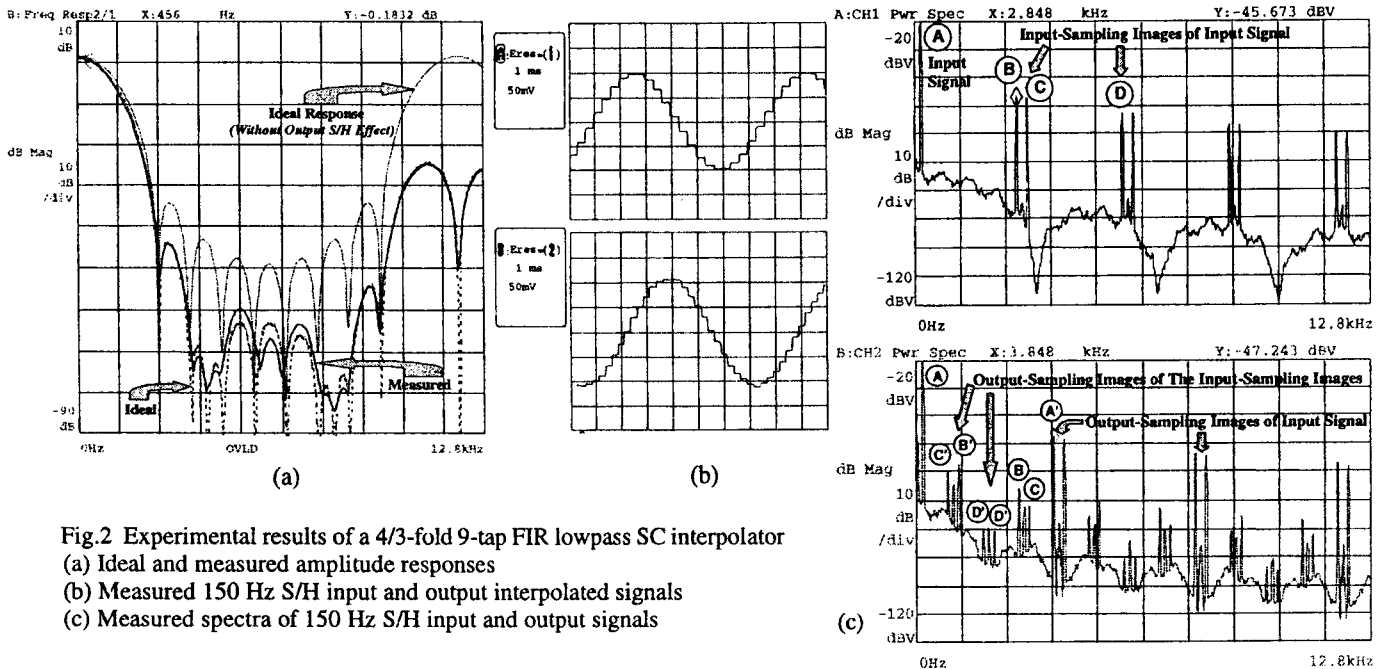 B:Freq Resp2/1 X:456 Hz Y:-0.1832 dB
10
dB
Ideal Response
(Without Output S/H Effect)
dB Mag
10
dB
/div
Measured
Ideal
-90
dB
0Hz OVLD 12.8kHz
(a)
1 ms
50mV
1 ms
50mV
(b)
A:CH1 Pwr Spec X:2.848 kHz Y:-45.673 dBV
-20
dBV
A
Input-Sampling Images of Input Signal
Input
Signal
B
C
D
dB Mag
10
dB
/div
-120
dBV
0Hz 12.8kHz
B:CH2 Pwr Spec X:3.848 kHz Y:-47.243 dBV
-20
dBV
A
Output-Sampling Images of The Input-Sampling Images
A'
Output-Sampling Images of Input Signal
C' B'
B
C
dB Mag
D' D'
10
dB
/div
-120
dBV
0Hz 12.8kHz
(c)
Fig.2 Experimental results of a 4/3-fold 9-tap FIR lowpass SC interpolator
(a) Ideal and measured amplitude responses
(b) Measured 150 Hz S/H input and output interpolated signals
(c) Measured spectra of 150 Hz S/H input and output signals